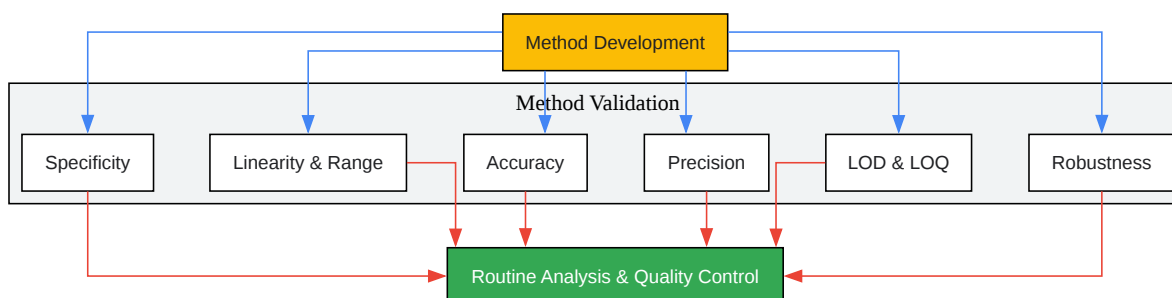 Method Development
Method Validation
Specificity
Linearity & Range
Accuracy
Precision
LOD & LOQ
Robustness
Routine Analysis & Quality Control